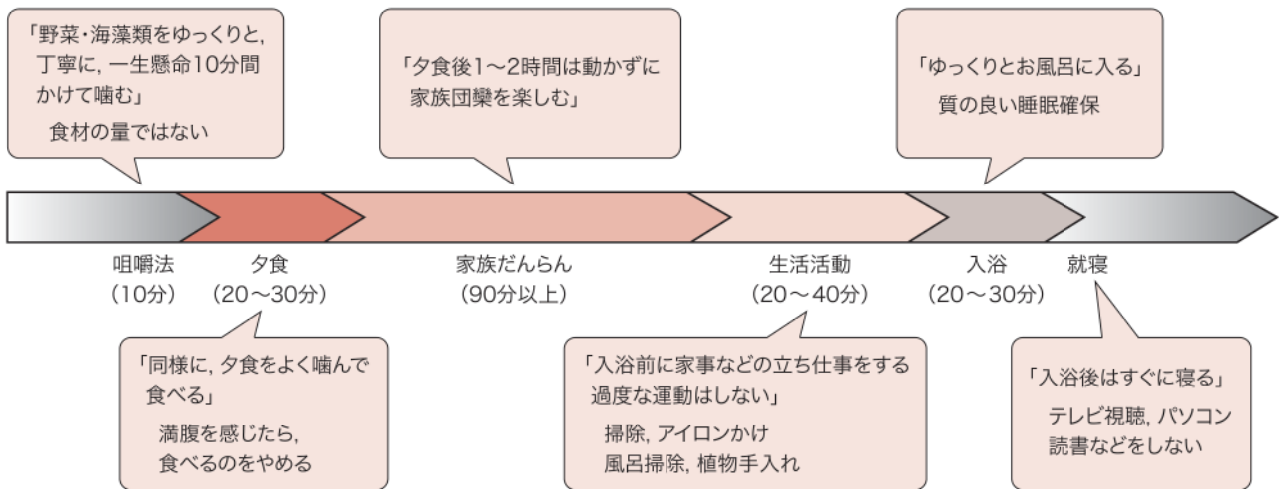 「野菜・海藻類をゆっくりと,
丁寧に, 一生懸命10分間
かけて噛む」
食材の量ではない
「夕食後1〜2時間は動かずに
家族団欒を楽しむ」
「ゆっくりとお風呂に入る」
質の良い睡眠確保
咀嚼法
(10分)
夕食
(20〜30分)
家族だんらん
(90分以上)
生活活動
(20〜40分)
入浴
(20〜30分)
就寝
「同様に, 夕食をよく噛んで
食べる」
満腹を感じたら,
食べるのをやめる
「入浴前に家事などの立ち仕事をする
過度な運動はしない」
掃除, アイロンかけ
風呂掃除, 植物手入れ
「入浴後はすぐに寝る」
テレビ視聴, パソコン
読書などをしない